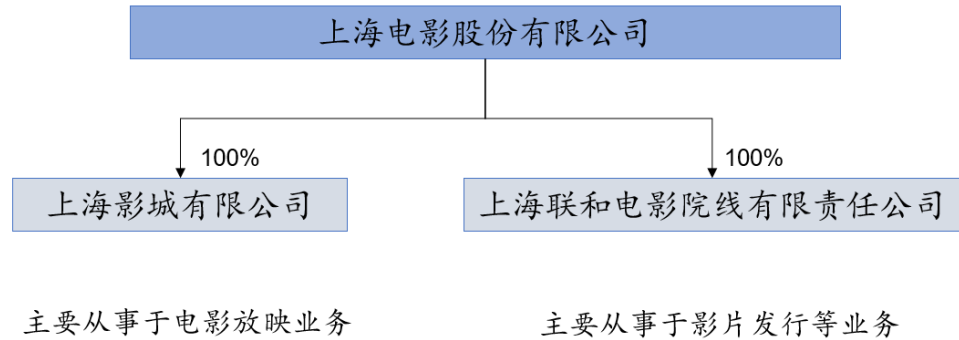 上海电影股份有限公司
100%
100%
上海影城有限公司
上海联和电影院线有限责任公司
主要从事于电影放映业务
主要从事于影片发行等业务